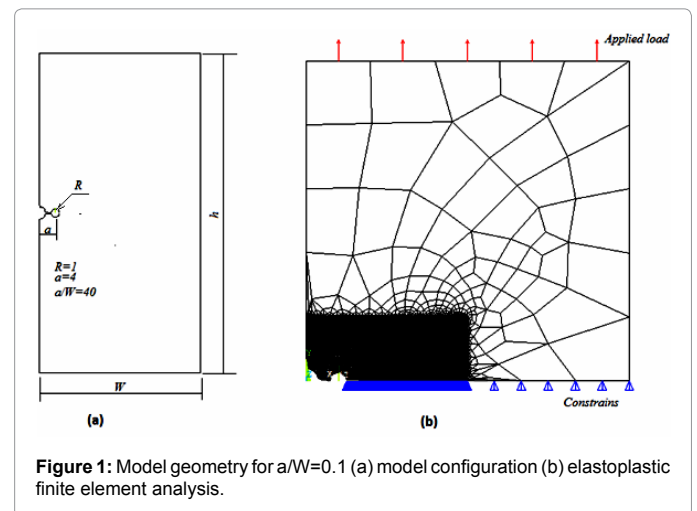 Applied load
R
h
a
R=1
a=4
a/W=40
W
Constrains
(a)
(b)
Figure 1: Model geometry for a/W=0.1 (a) model configuration (b) elastoplastic
finite element analysis.